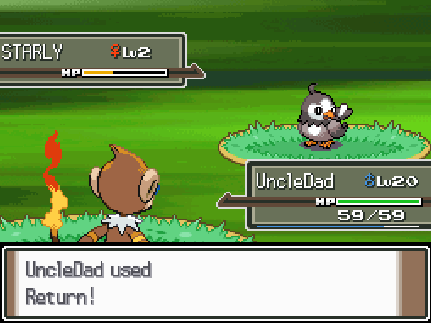 STARLY ♀Lv2
HP
UncleDad ♂Lv20
HP
59/59
UncleDad used
Return!